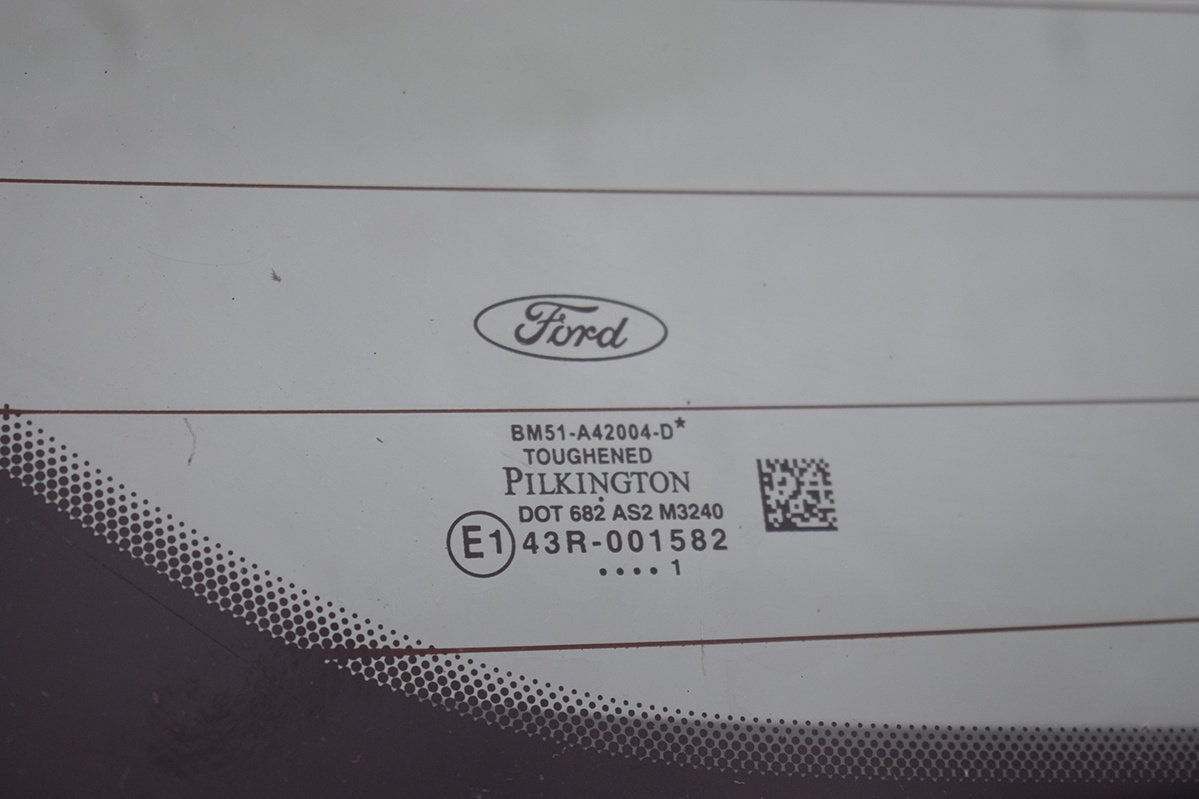 Ford
BM51-A42004-D*
TOUGHENED
PILKINGTON
DOT 682 AS2 M3240
E1 43R-001582
•••• 1